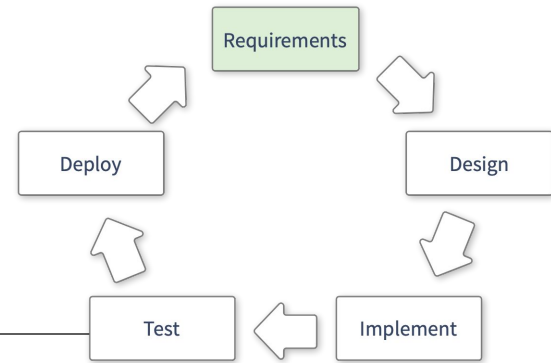 Requirements
Design
Implement
Test
Deploy